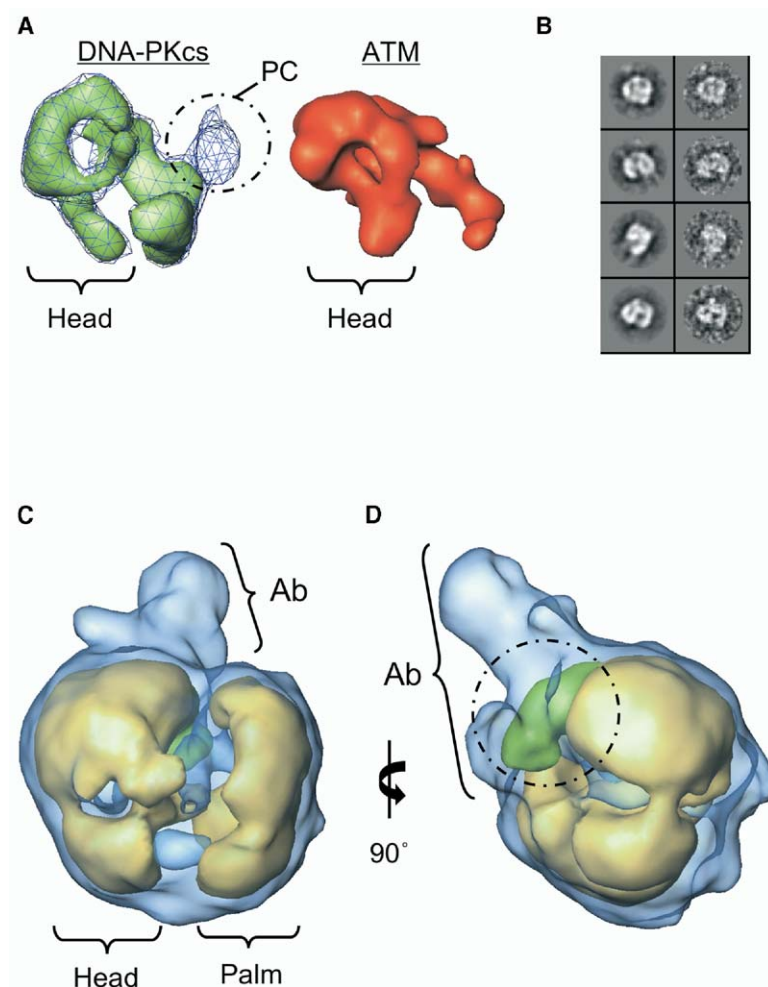 A
B
DNA-PKcs
PC
ATM
Head
Head
C
D
Ab
Ab
90°
Head
Palm